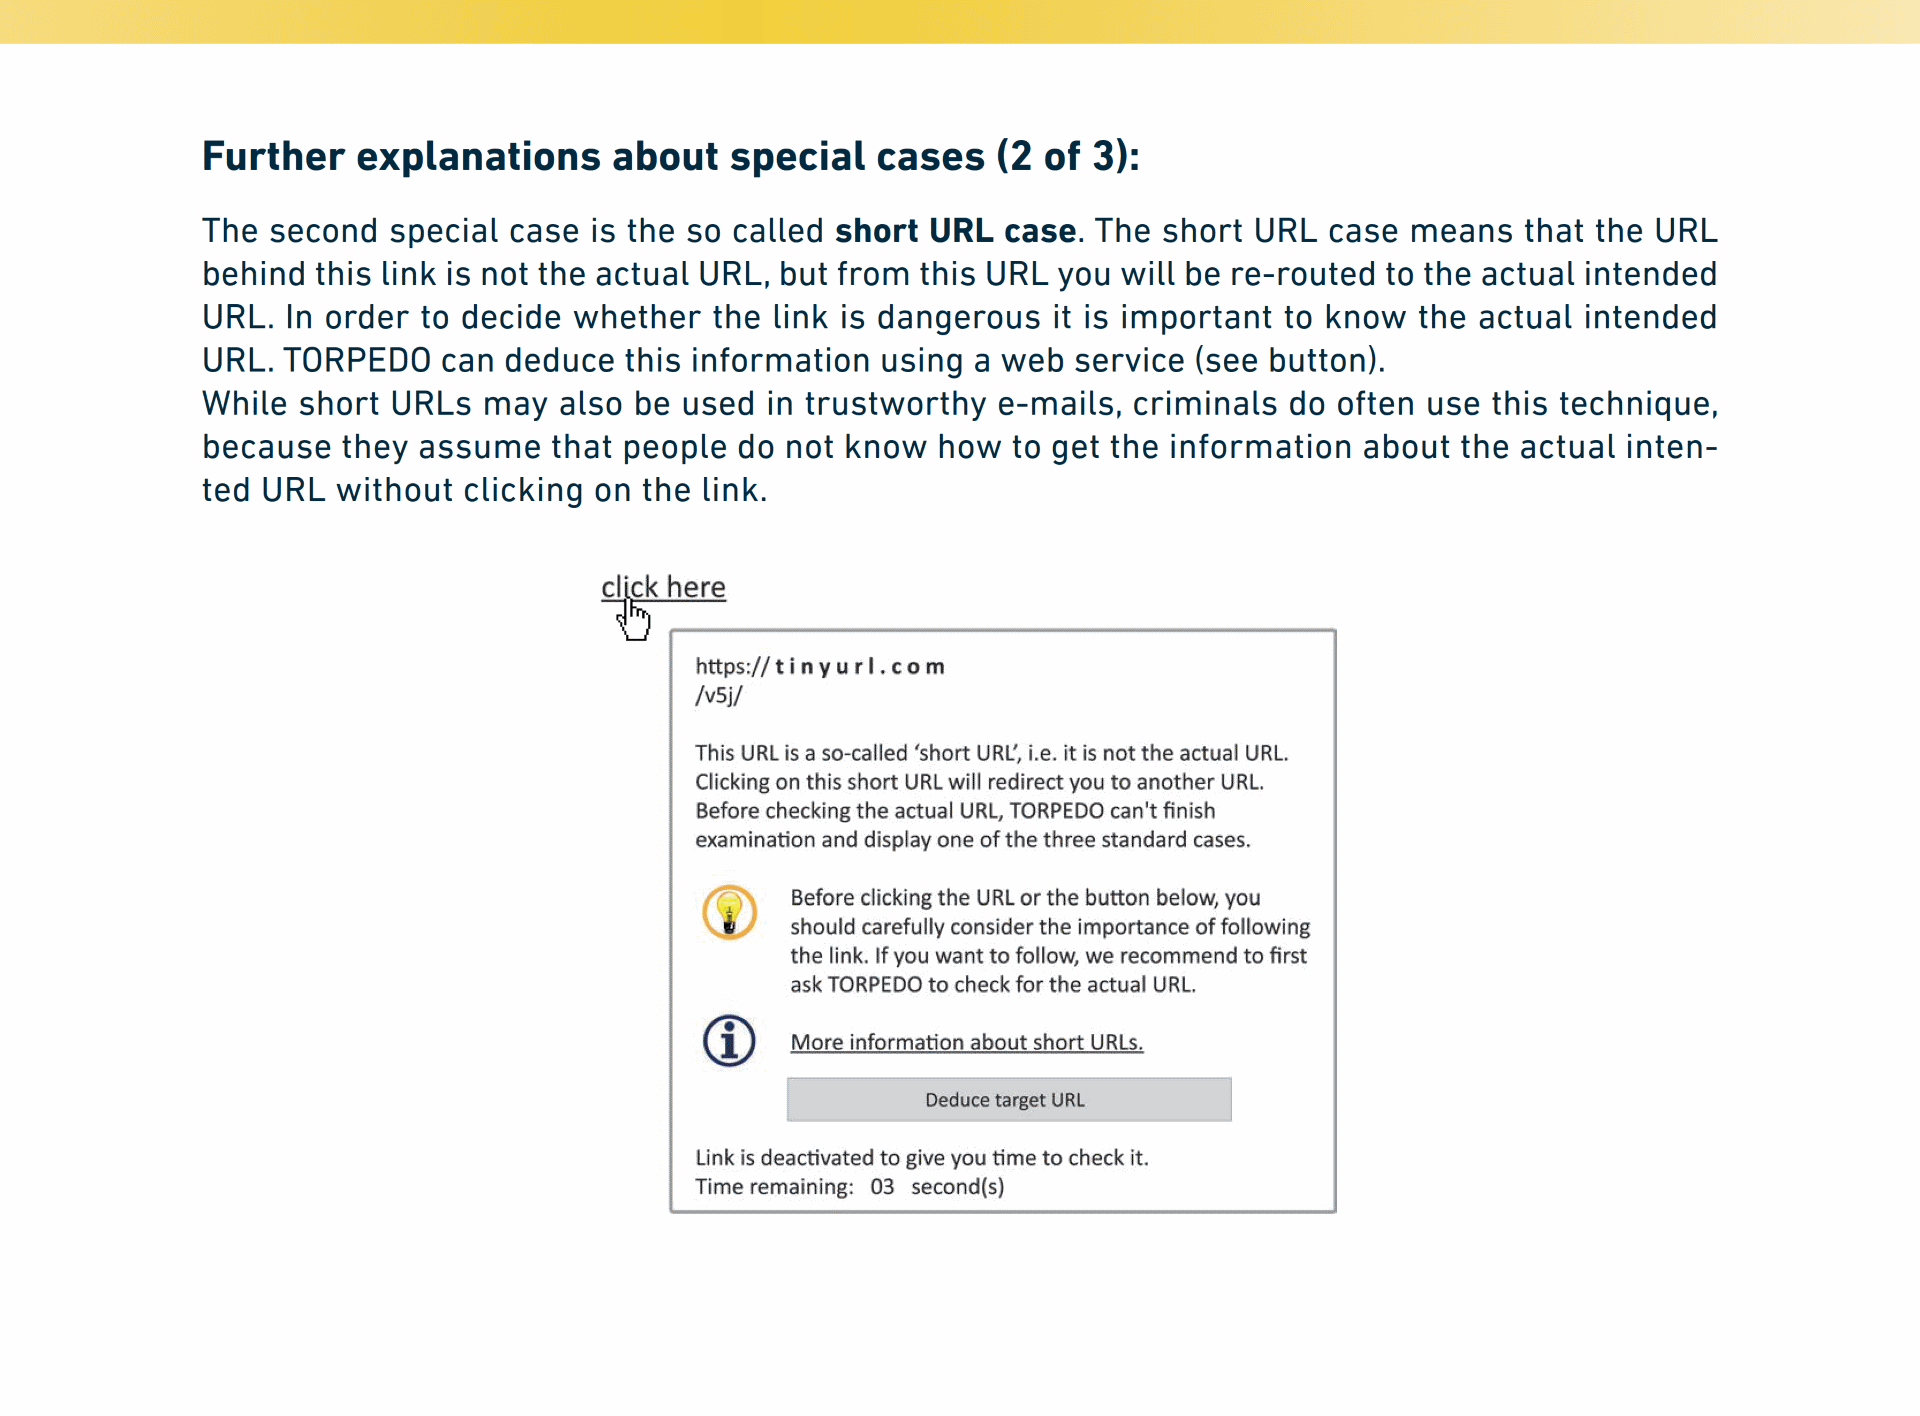 Further explanations about special cases (2 of 3):
The second special case is the so called short URL case. The short URL case means that the URL
behind this link is not the actual URL, but from this URL you will be re-routed to the actual intended
URL. In order to decide whether the link is dangerous it is important to know the actual intended
URL. TORPEDO can deduce this information using a web service (see button).
While short URLs may also be used in trustworthy e-mails, criminals do often use this technique,
because they assume that people do not know how to get the information about the actual inten-
ted URL without clicking on the link.
click here
https://tinyurl.com
/v5j/
This URL is a so-called ‘short URL’, i.e. it is not the actual URL.
Clicking on this short URL will redirect you to another URL.
Before checking the actual URL, TORPEDO can't finish
examination and display one of the three standard cases.
Before clicking the URL or the button below, you
should carefully consider the importance of following
the link. If you want to follow, we recommend to first
ask TORPEDO to check for the actual URL.
More information about short URLs.
Deduce target URL
Link is deactivated to give you time to check it.
Time remaining: 03 second(s)